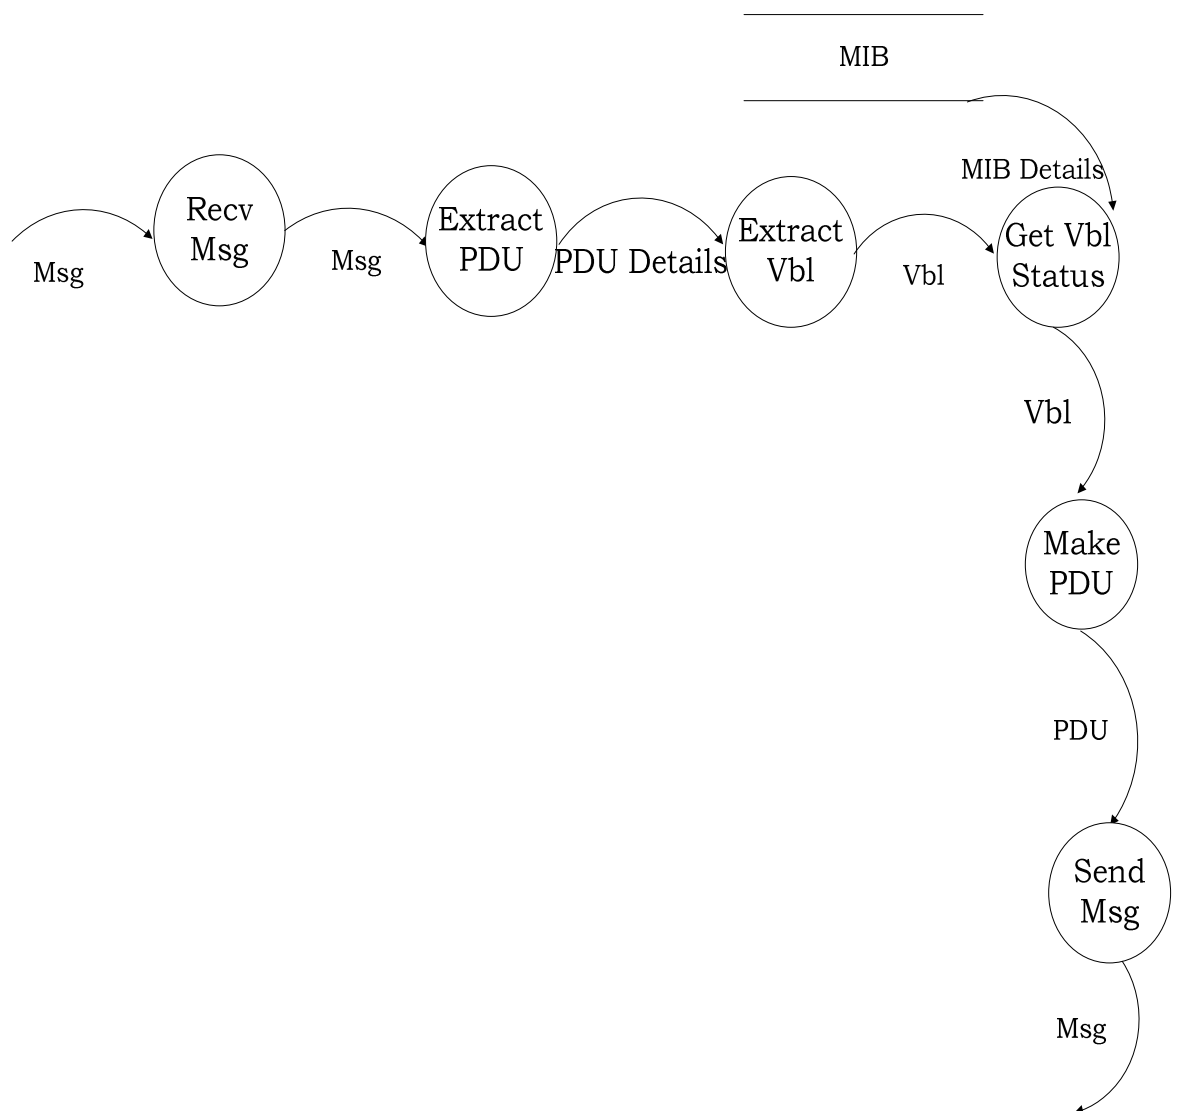 MIB
MIB Details
Recv
Msg
Extract
PDU
Extract
Vbl
Get Vbl
Status
Msg
Msg
PDU Details
Vbl
Vbl
Make
PDU
PDU
Send
Msg
Msg